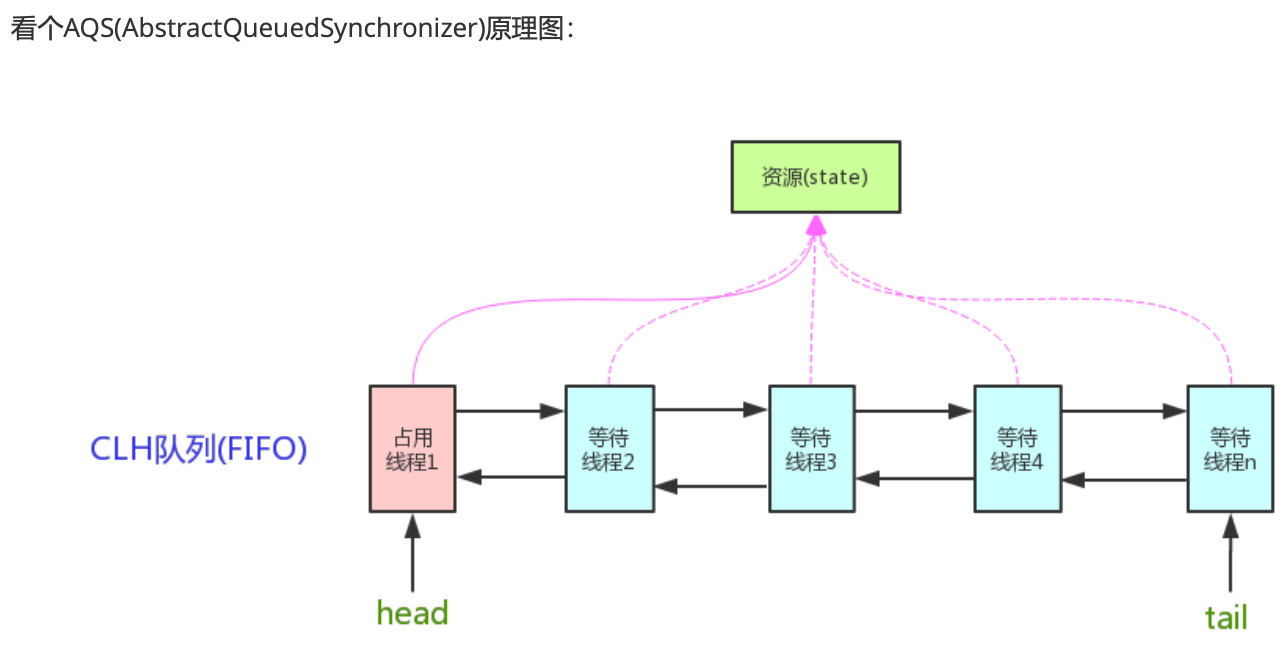 看个AQS(AbstractQueuedSynchronizer)原理图：
资源(state)
CLH队列(FIFO)
占用
线程1
等待
线程2
等待
线程3
等待
线程4
等待
线程n
head
tail